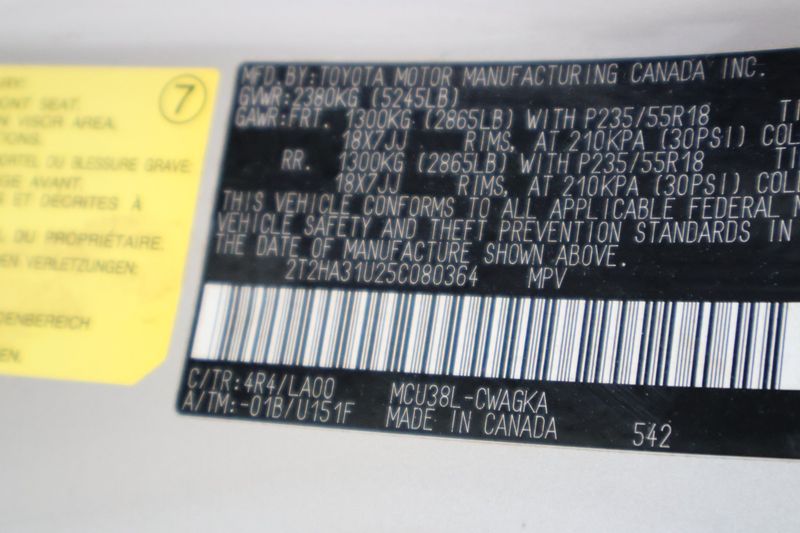 7
ONT SEAT.
N VISOR AREA,
TIONS.
ORTEL OU BLESSURE GRAVE
GE AVANT.
S ET DÉCRITES À
L DU PROPRIÉTAIRE.
DEN VERLETZUNGEN:
DENBEREICH
EN.
MFD. BY: TOYOTA MOTOR MANUFACTURING CANADA INC.
GVWR: 2380KG (5245LB)
GAWR: FRT. 1300KG (2865LB) WITH P235/55R18 TI
18X7JJ RIMS, AT 210KPA (30PSI) COL
RR. 1300KG (2865LB) WITH P235/55R18 TI
18X7JJ RIMS, AT 210KPA (30PSI) COL
THIS VEHICLE CONFORMS TO ALL APPLICABLE FEDERAL
VEHICLE SAFETY AND THEFT PREVENTION STANDARDS IN
THE DATE OF MANUFACTURE SHOWN ABOVE.
2T2HA31U25C080364 MPV
C/TR: 4R4/LA00 MCU38L-CWAGKA
A/TM: -01B/U151F MADE IN CANADA 542